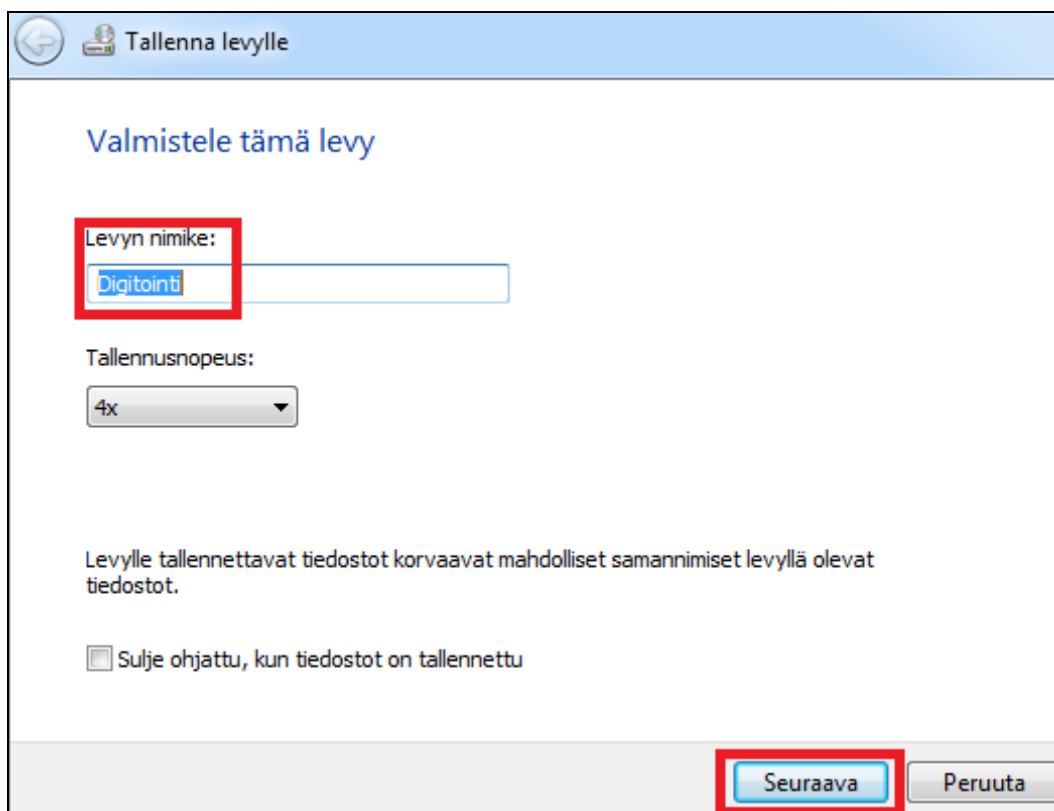 Tallenna levylle
Valmistele tämä levy
Levyn nimike:
Digitointi
Tallennusnopeus:
4x
Levylle tallennettavat tiedostot korvaavat mahdolliset samannimiset levyllä olevat
tiedostot.
Sulje ohjattu, kun tiedostot on tallennettu
Seuraava
Peruuta